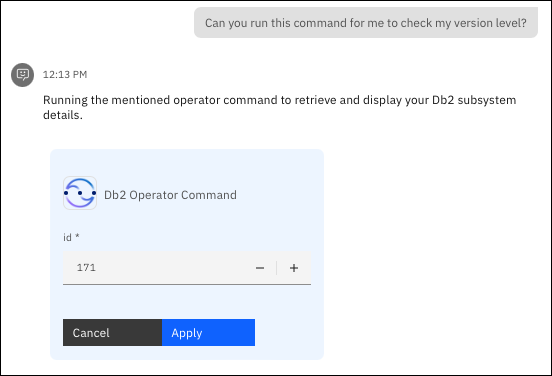 Can you run this command for me to check my version level?
12:13 PM
Running the mentioned operator command to retrieve and display your Db2 subsystem
details.
Db2 Operator Command
id *
171
Cancel
Apply